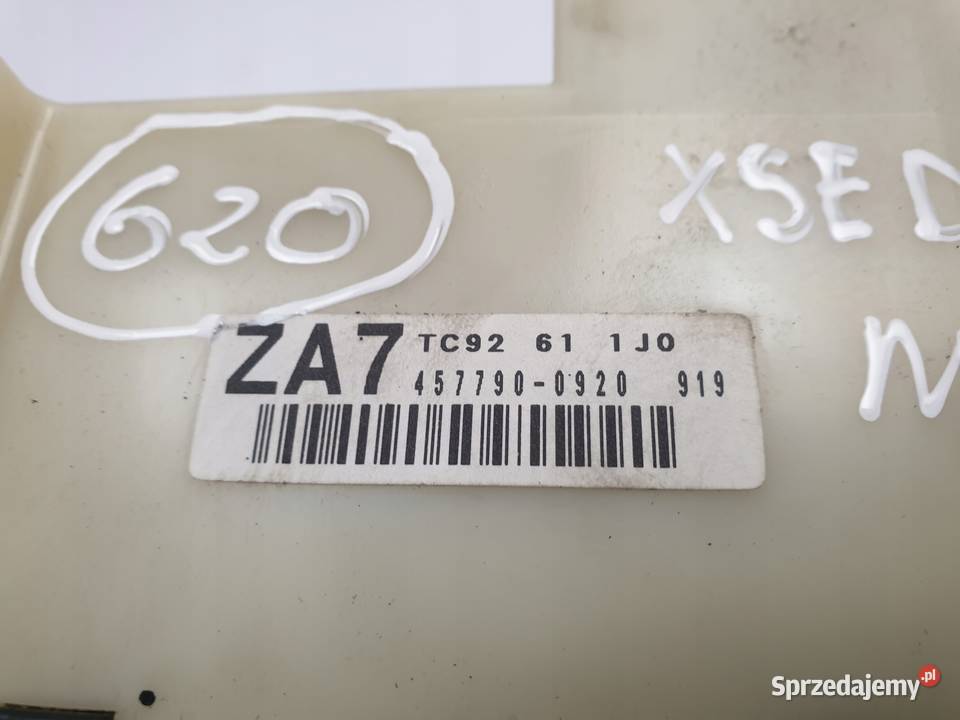 620
XSED
N
ZA7 TC92 61 1J0
457790-0920 919
Sprzedajemy.pl